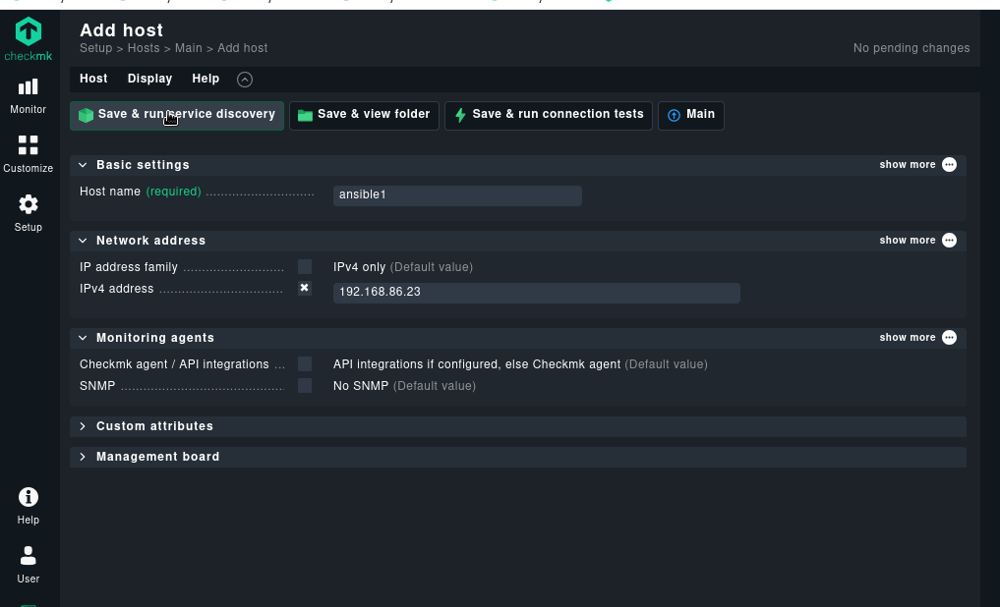 Add host
Setup > Hosts > Main > Add host
No pending changes
checkmk
Host Display Help
Save & run service discovery
Save & view folder
Save & run connection tests
Main
Monitor
Customize
Setup
Basic settings
show more
Host name (required)
ansible1
Network address
show more
IP address family
IPv4 only (Default value)
IPv4 address
192.168.86.23
Monitoring agents
show more
Checkmk agent / API integrations ...
API integrations if configured, else Checkmk agent (Default value)
SNMP
No SNMP (Default value)
Custom attributes
Management board
Help
User